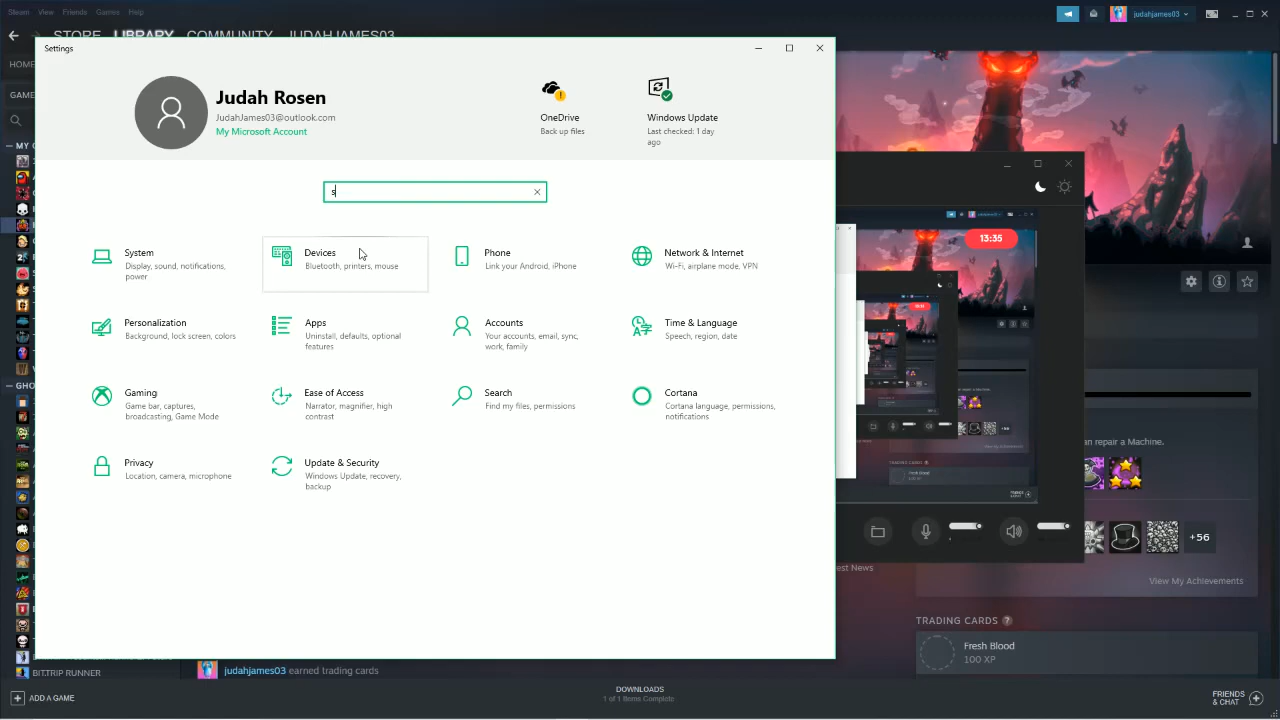 Steam View Friends Games Help
judahjames03
STORE LIBRARY COMMUNITY JUDAHJAMES03
Settings
HOME
GAME
Judah Rosen
JudahJames03@outlook.com
My Microsoft Account
OneDrive
Back up files
Windows Update
Last checked: 1 day
ago
s
System
Display, sound, notifications,
power
Devices
Bluetooth, printers, mouse
Phone
Link your Android, iPhone
Network & Internet
Wi-Fi, airplane mode, VPN
Personalization
Background, lock screen, colors
Apps
Uninstall, defaults, optional
features
Accounts
Your accounts, email, sync,
work, family
Time & Language
Speech, region, date
Gaming
Game bar, captures,
broadcasting, Game Mode
Ease of Access
Narrator, magnifier, high
contrast
Search
Find my files, permissions
Cortana
Cortana language, permissions,
notifications
Privacy
Location, camera, microphone
Update & Security
Windows Update, recovery,
backup
13:35
an repair a Machine.
+56
View My Achievements
est News
TRADING CARDS ?
Fresh Blood
100 XP
BIT.TRIP RUNNER
judahjames03 earned trading cards
ADD A GAME
DOWNLOADS
1 of 1 Items Complete
FRIENDS
& CHAT